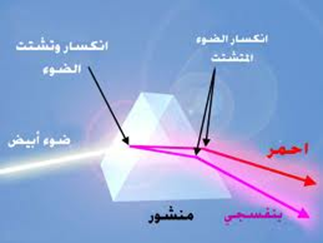 انكسار وتشتت
الضوء
انكسار الضوء
المتشتت
ضوء أبيض
احمر
بنفسجي
منشور